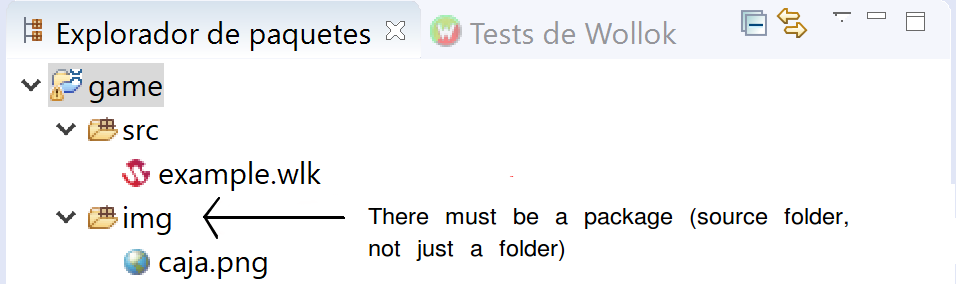 Explorador de paquetes Tests de Wollok
game
src
example.wlk
img
There must be a package (source folder,
not just a folder)
caja.png